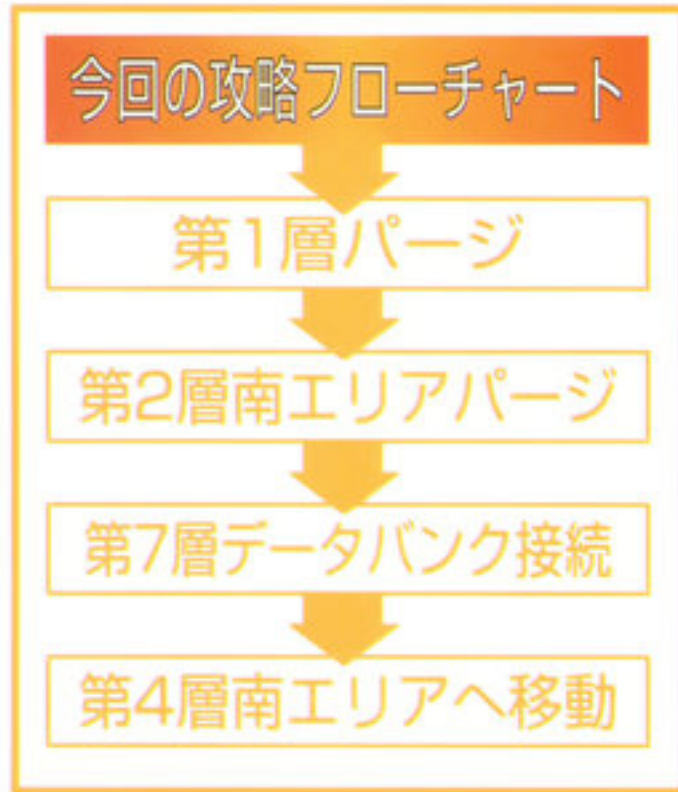 今回の攻略フローチャート
第1層パージ
第2層南エリアパージ
第7層データバンク接続
第4層南エリアへ移動